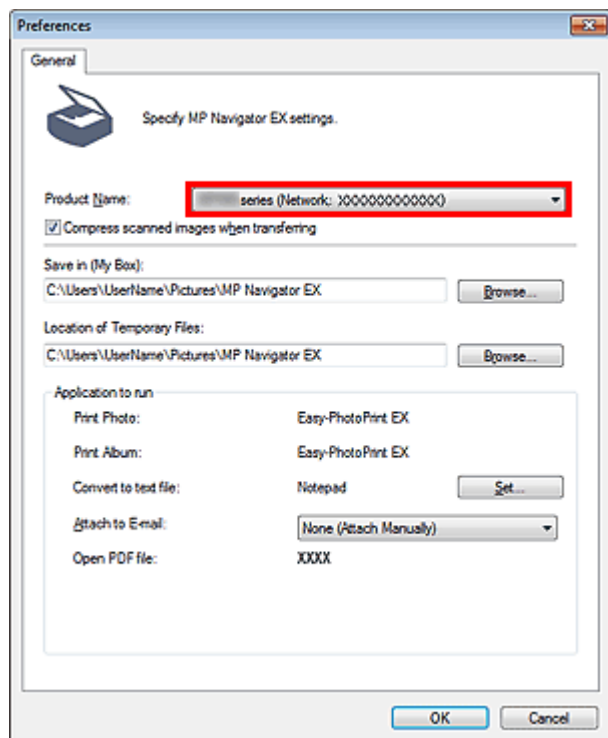 Preferences
General
Specify MP Navigator EX settings.
Product Name: series (Network: XXXXXXXXXXXXX)
Compress scanned images when transferring
Save in (My Box):
C:\Users\UserName\Pictures\MP Navigator EX Browse...
Location of Temporary Files:
C:\Users\UserName\Pictures\MP Navigator EX Browse...
Application to run
Print Photo: Easy-PhotoPrint EX
Print Album: Easy-PhotoPrint EX
Convert to text file: Notepad Set...
Attach to E-mail: None (Attach Manually)
Open PDF file: XXXX
OK Cancel